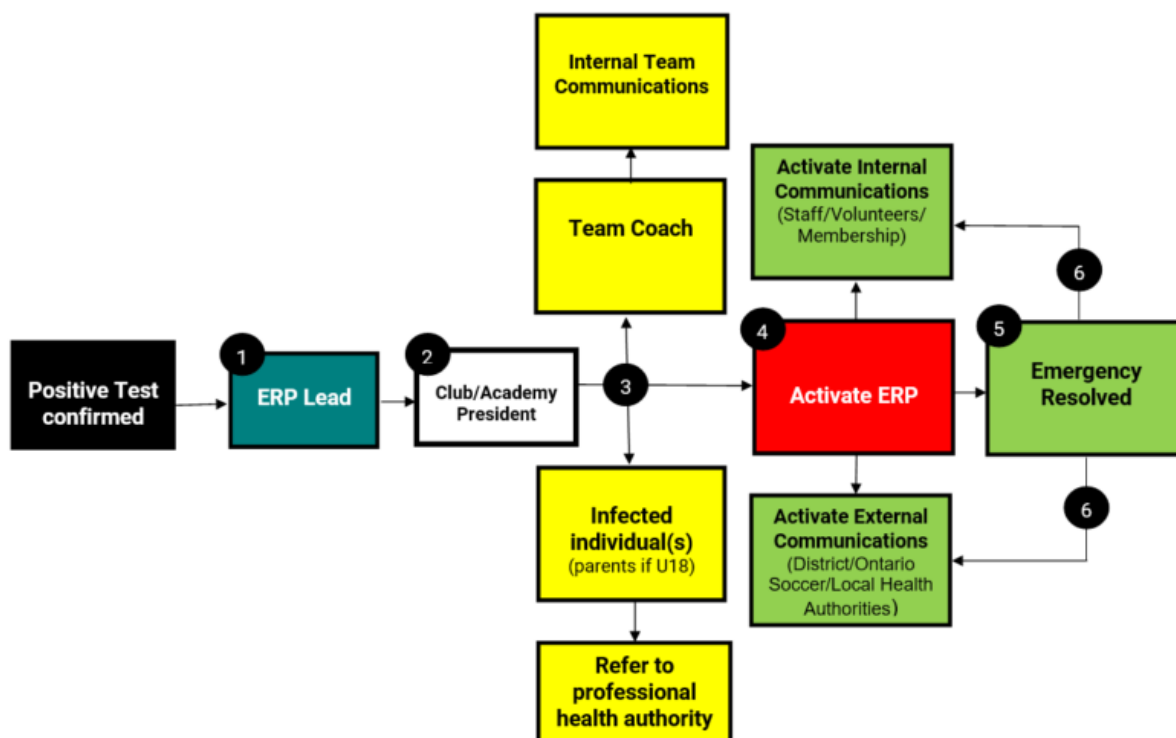 Internal Team
Communications
Activate Internal
Communications
(Staff/Volunteers/
Membership)
Team Coach
6
1
2
4
5
Positive Test
confirmed
ERP Lead
Club/Academy
President
3
Activate ERP
Emergency
Resolved
Infected
individual(s)
(parents if U18)
Activate External
Communications
(District/Ontario
Soccer/Local Health
Authorities)
6
Refer to
professional
health authority